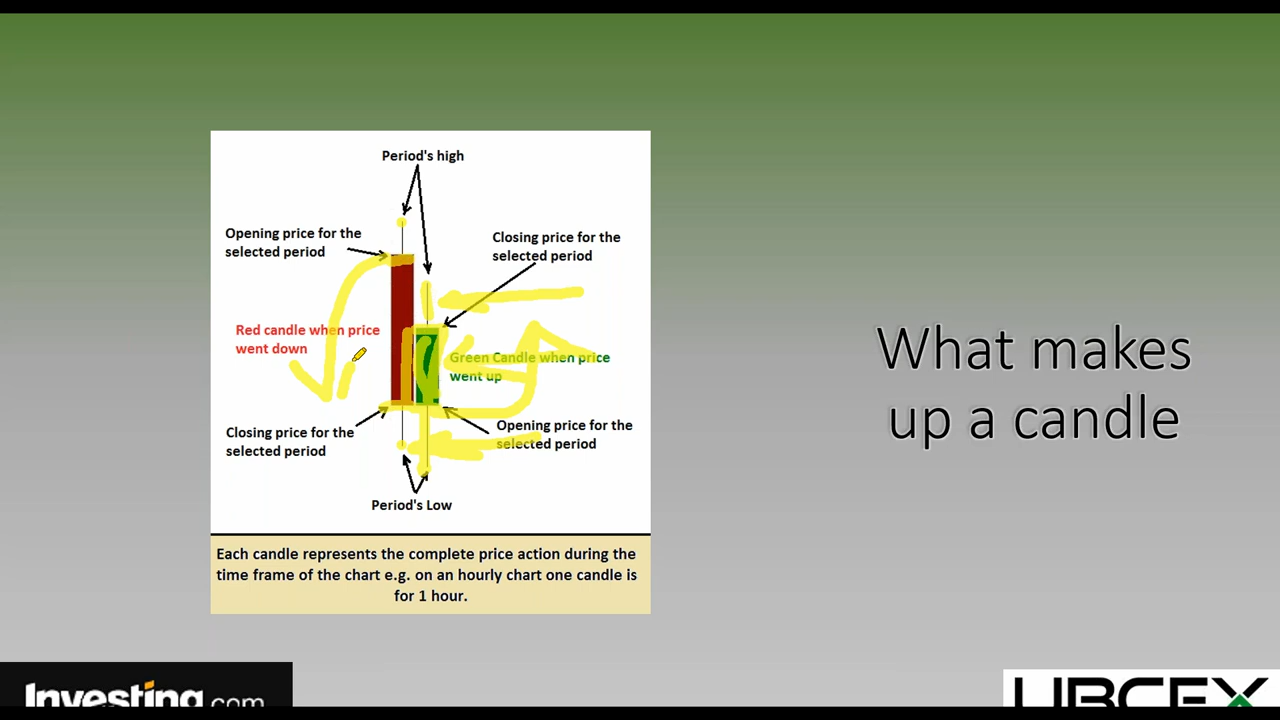 Period's high
Opening price for the
selected period
Closing price for the
selected period
Red candle when price
went down
Green Candle when price
went up
Closing price for the
selected period
Opening price for the
selected period
Period's Low
Each candle represents the complete price action during the
time frame of the chart e.g. on an hourly chart one candle is
for 1 hour.
What makes
up a candle
Investing.com
UBCFX